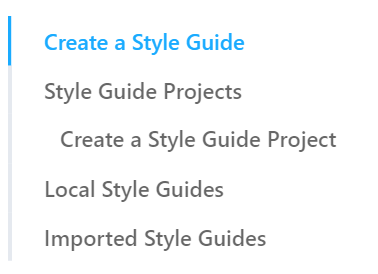 Create a Style Guide
Style Guide Projects
Create a Style Guide Project
Local Style Guides
Imported Style Guides